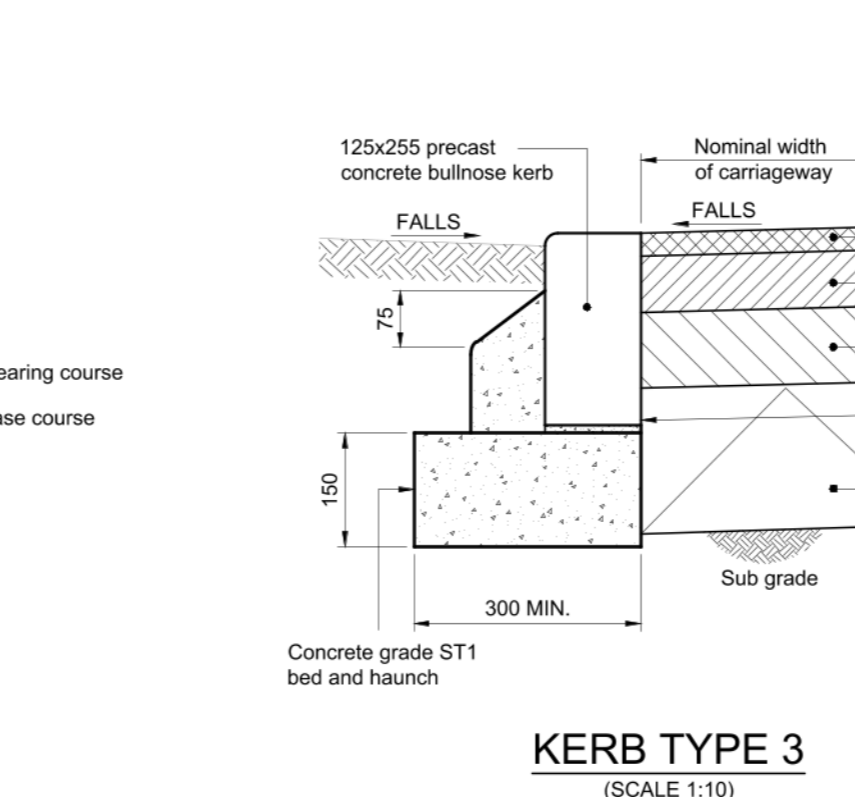 125x255 precast
concrete bullnose kerb
Nominal width
of carriageway
FALLS
FALLS
75
earing course
ase course
150
Sub grade
300 MIN.
Concrete grade ST1
bed and haunch
KERB TYPE 3
(SCALE 1:10)